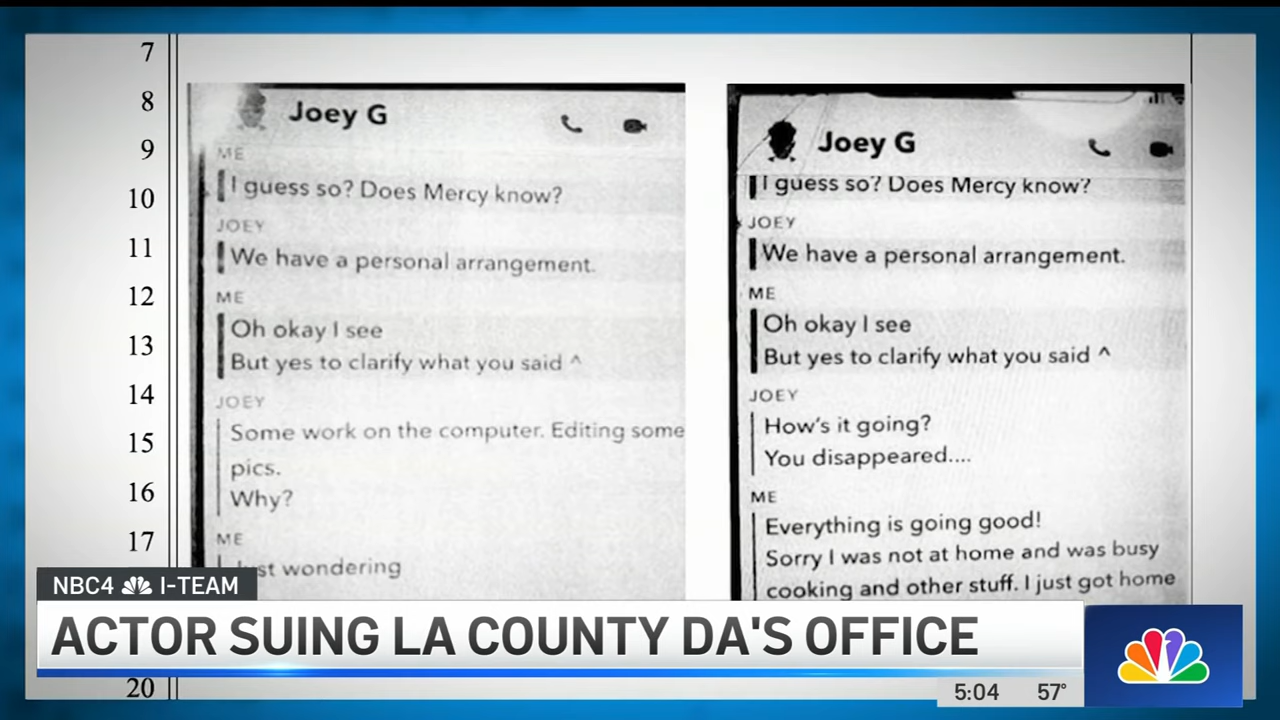 7
8
9
10
11
12
13
14
15
16
17
20
Joey G
ME
I guess so? Does Mercy know?
JOEY
We have a personal arrangement.
ME
Oh okay I see
But yes to clarify what you said ^
JOEY
Some work on the computer. Editing some
pics.
Why?
ME
wondering
Joey G
I guess so? Does Mercy know?
JOEY
We have a personal arrangement.
ME
Oh okay I see
But yes to clarify what you said ^
JOEY
How's it going?
You disappeared....
ME
Everything is going good!
Sorry I was not at home and was busy
cooking and other stuff. I just got home
NBC4 I-TEAM
ACTOR SUING LA COUNTY DA'S OFFICE
5:04 57°